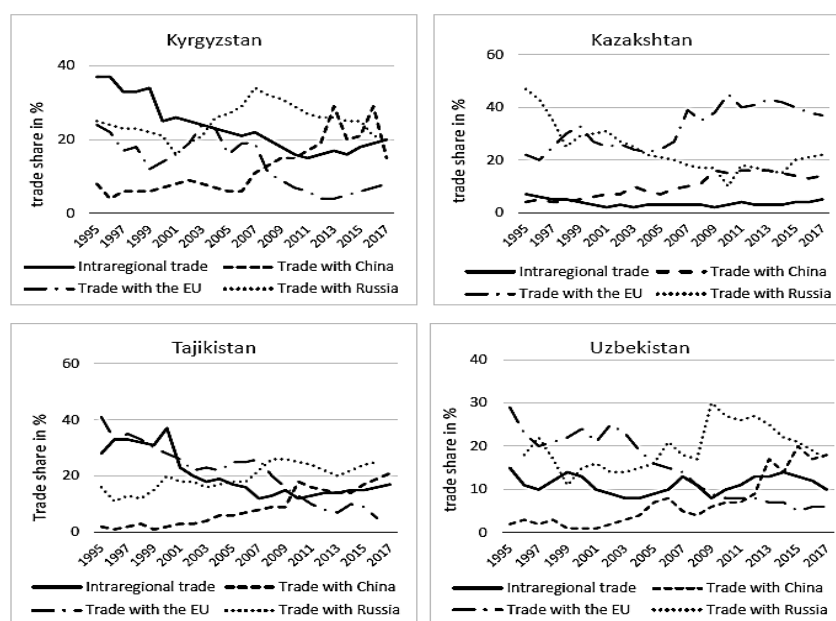 Kyrgyzstan
trade share in %
40
20
0
1995 1997 1999 2001 2003 2005 2007 2009 2011 2013 2015 2017
Intraregional trade Trade with China
Trade with the EU Trade with Russia
Kazakshtan
trade share in %
60
40
20
0
1995 1997 1999 2001 2003 2005 2007 2009 2011 2013 2015 2017
Intraregional trade Trade with China
Trade with the EU Trade with Russia
Tajikistan
Trade share in %
60
40
20
0
1995 1997 1999 2001 2003 2005 2007 2009 2011 2013 2015 2017
Intraregional trade Trade with China
Trade with the EU Trade with Russia
Uzbekistan
trade share in %
40
30
20
10
0
1995 1997 1999 2001 2003 2005 2007 2009 2011 2013 2015 2017
Intraregional trade Trade with China
Trade with the EU Trade with Russia